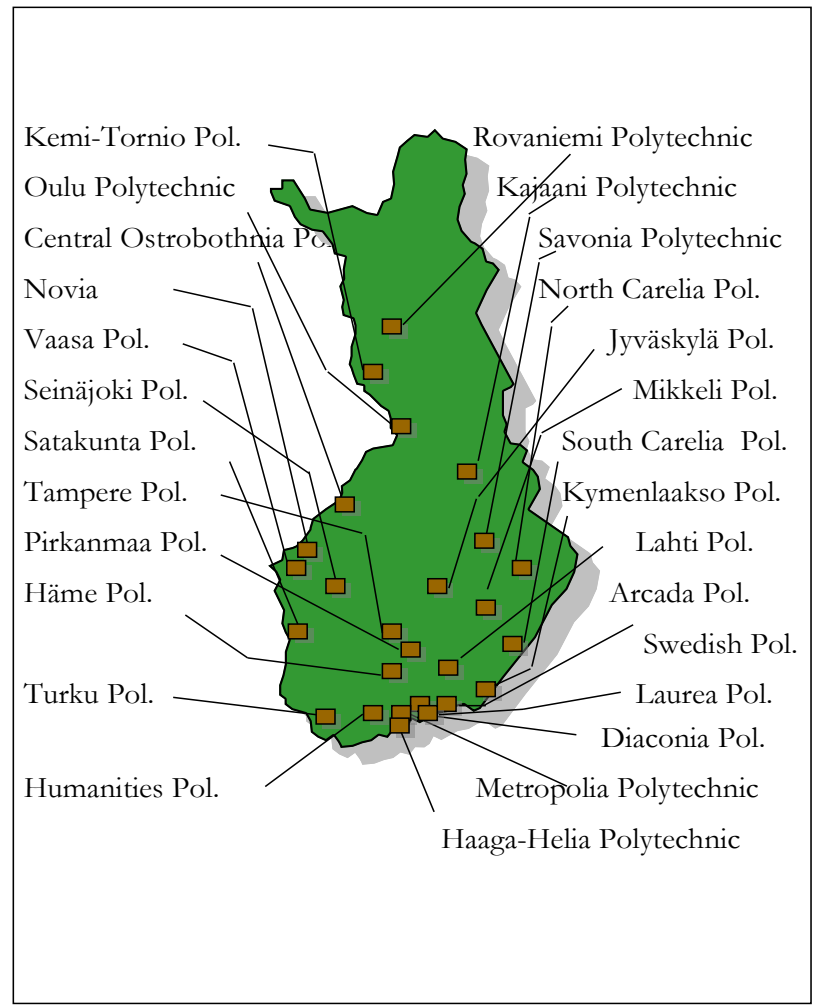 Kemi-Tornio Pol.
Oulu Polytechnic
Central Ostrobothnia Pol
Novia
Vaasa Pol.
Seinäjoki Pol.
Satakunta Pol.
Tampere Pol.
Pirkanmaa Pol.
Häme Pol.
Turku Pol.
Humanities Pol.
Rovaniemi Polytechnic
Kajaani Polytechnic
Savonia Polytechnic
North Carelia Pol.
Jyväskylä Pol.
Mikkeli Pol.
South Carelia Pol.
Kymenlaakso Pol.
Lahti Pol.
Arcada Pol.
Swedish Pol.
Laurea Pol.
Diaconia Pol.
Metropolia Polytechnic
Haaga-Helia Polytechnic